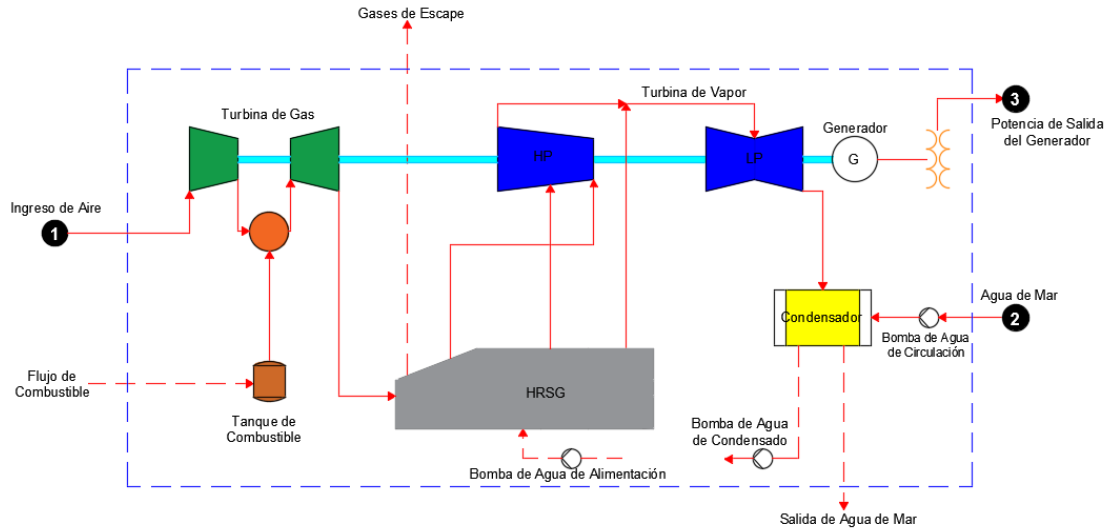 Gases de Escape
Turbina de Gas
Turbina de Vapor
Generador
3
Potencia de Salida
del Generador
HP
LP
G
Ingreso de Aire
1
Agua de Mar
2
Condensador
Bomba de Agua
de Circulación
Flujo de
Combustible
HRSG
Tanque de
Combustible
Bomba de Agua
de Condensado
Bomba de Agua de Alimentación
Salida de Agua de Mar